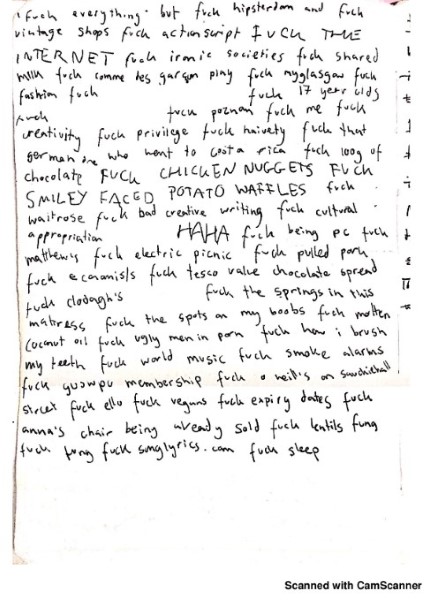 fuck everything. but fuck hipsterdom and fuck
vintage shops fuck actionscript FUCK THE
INTERNET fuck ironic societies fuck shared
milk fuck comme des garçon play fuck myglasgow fuck
fashion fuck fuck 17 year olds
fuck fuck poznan fuck me fuck
creativity fuck privilege fuck naivety fuck that
german one who went to costa rica fuck 100g of
chocolate FUCK CHICKEN NUGGETS FUCK
SMILEY FACED POTATO WAFFLES fuck
waitrose fuck bad creative writing fuck cultural
appropriation HAHA fuck being pc fuck
matthew's fuck electric picnic fuck pulled pork
fuck economists fuck tesco value chocolate spread
fuck clodagh's fuck the springs in this
mattress fuck the spots on my boobs fuck molten
coconut oil fuck ugly men in porn fuck how i brush
my teeth fuck world music fuck smoke alarms
fuck membership fuck o'neill's on sauchiehall
street fuck ello fuck vegans fuck expiry dates fuck
anna's chair being already sold fuck lentils fung
fuck fung fuck songlyrics.com fuck sleep
Scanned with CamScanner